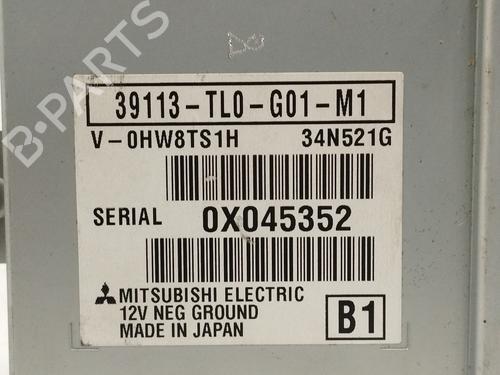 39113-TL0-G01-M1
V-0HW8TS1H 34N521G
SERIAL 0X045352
MITSUBISHI ELECTRIC
12V NEG GROUND
MADE IN JAPAN
B1
B-PARTS